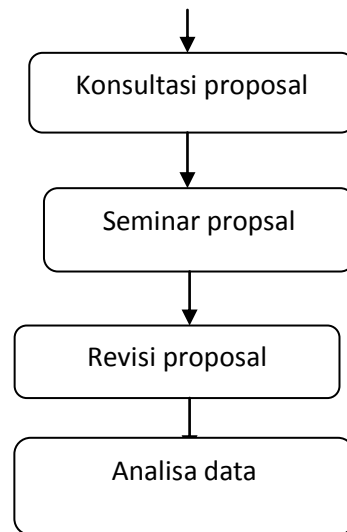 Konsultasi proposal
Seminar propsal
Revisi proposal
Analisa data